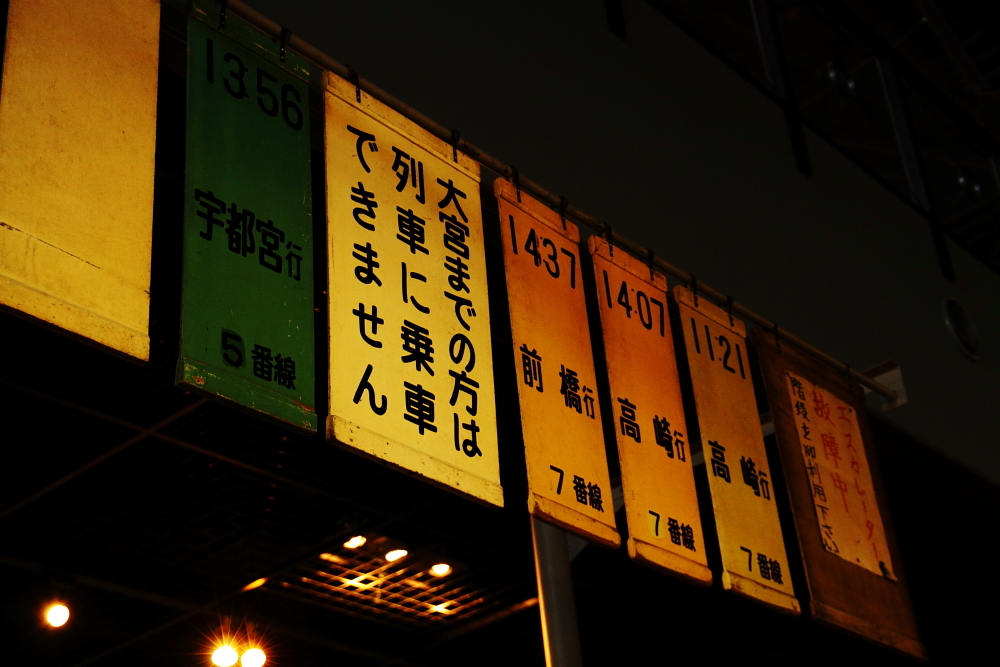 13:56
宇都宮行
5番線
大宮までの方は
列車に乗車
できません
14:37
前橋行
7番線
14:07
高崎行
7番線
11:21
高崎行
7番線
エスカレーター
故障中
階段を御利用下さい